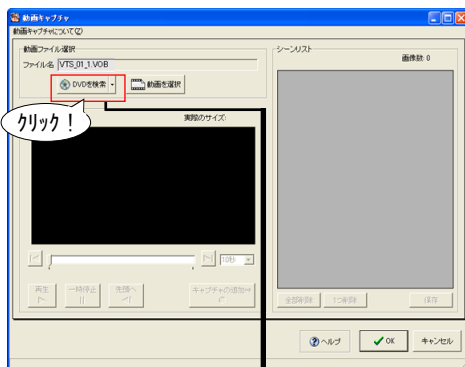 動画キャプチャ
動画キャプチャについて(Z)
動画ファイル選択
ファイル名 VTS_01_1.VOB
DVDを検索 動画を選択
クリック！
実際のサイズ:
10秒
再生 一時停止 先頭へ キャプチャの追加⇒
シーンリスト
画像数: 0
全部削除 1つ削除 保存
ヘルプ OK キャンセル